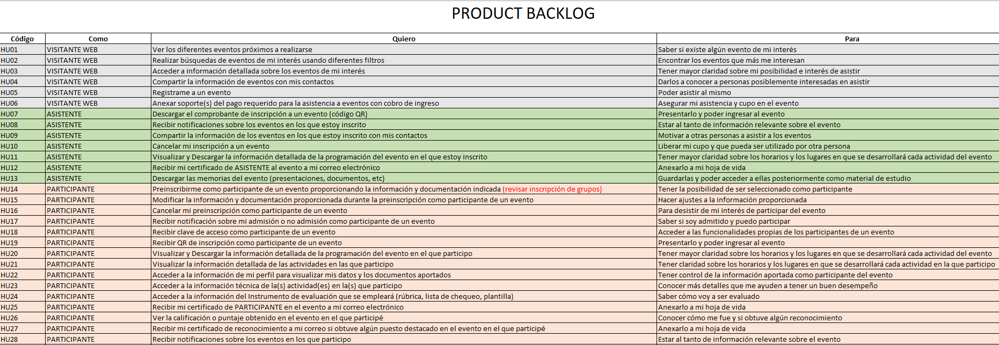 PRODUCT BACKLOG
Código Como Quiero Para
HU01 VISITANTE WEB Ver los diferentes eventos próximos a realizarse Saber si existe algún evento de mi interés
HU02 VISITANTE WEB Realizar búsquedas de eventos de mi interés usando diferentes filtros Encontrar los eventos que más me interesan
HU03 VISITANTE WEB Acceder a información detallada sobre los eventos de mi interés Tener mayor claridad sobre mi posibilidad e interés de asistir
HU04 VISITANTE WEB Compartir la información de eventos con mis contactos Darlos a conocer a personas posiblemente interesadas en asistir
HU05 VISITANTE WEB Registrame a un evento Poder asistir al mismo
HU06 VISITANTE WEB Anexar soporte(s) del pago requerido para la asistencia a eventos con cobro de ingreso Asegurar mi asistencia y cupo en el evento
HU07 ASISTENTE Descargar el comprobante de inscripción a un evento (código QR) Presentarlo y poder ingresar al evento
HU08 ASISTENTE Recibir notificaciones sobre los eventos en los que estoy inscrito Estar al tanto de información relevante sobre el evento
HU09 ASISTENTE Compartir la información de los eventos en los que estoy inscrito con mis contactos Motivar a otras personas a asistir a los eventos
HU10 ASISTENTE Cancelar mi inscripción a un evento Liberar mi cupo y que pueda ser utilizado por otra persona
HU11 ASISTENTE Visualizar y Descargar la información detallada de la programación del evento en el que estoy inscrito Tener mayor claridad sobre los horarios y los lugares en que se desarrollará cada actividad del evento
HU12 ASISTENTE Recibir mi certificado de ASISTENTE al evento a mi correo electrónico Anexarlo a mi hoja de vida
HU13 ASISTENTE Descargar las memorias del evento (presentaciones, documentos, etc) Guardarlas y poder acceder a ellas posteriormente como material de estudio
HU14 PARTICIPANTE Preinscribirme como participante de un evento proporcionando la información y documentación indicada (revisar inscripción de grupos) Tener la posibilidad de ser seleccionado como participante
HU15 PARTICIPANTE Modificar la información y documentación proporcionada durante la preinscripción como participante de un evento Hacer ajustes a la información proporcionada
HU16 PARTICIPANTE Cancelar mi preinscripción como participante de un evento Para desistir de mi interés de participar del evento
HU17 PARTICIPANTE Recibir notificación sobre mi admisión o no admisión como participante de un evento Saber si soy admitido y puedo participar
HU18 PARTICIPANTE Recibir clave de acceso como participante de un evento Acceder a las funcionalidades propias de los participantes de un evento
HU19 PARTICIPANTE Recibir QR de inscripción como participante de un evento Presentarlo y poder ingresar al evento
HU20 PARTICIPANTE Visualizar y Descargar la información detallada de la programación del evento en el que participo Tener mayor claridad sobre los horarios y los lugares en que se desarrollará cada actividad del evento
HU21 PARTICIPANTE Visualizar la información detallada de las actividades en las que participo Tener claridad sobre los horarios y los lugares en que se desarrollará cada actividad en la que participo
HU22 PARTICIPANTE Acceder a la información de mi perfil para visualizar mis datos y los documentos aportados Tener control de la información aportada como participante del evento
HU23 PARTICIPANTE Acceder a la información técnica de la(s) actividad(es) en la(s) que participo Conocer más detalles que me ayuden a tener un buen desempeño
HU24 PARTICIPANTE Acceder a la información del Instrumento de evaluación que se empleará (rúbrica, lista de chequeo, plantilla) Saber cómo voy a ser evaluado
HU25 PARTICIPANTE Recibir mi certificado de PARTICIPANTE en el evento a mi correo electrónico Anexarlo a mi hoja de vida
HU26 PARTICIPANTE Ver la calificación o puntaje obtenido en el evento en el que participé Conocer cómo me fue y si obtuve algún reconocimiento
HU27 PARTICIPANTE Recibir mi certificado de reconocimiento a mi correo si obtuve algún puesto destacado en el evento en el que participé Anexarlo a mi hoja de vida
HU28 PARTICIPANTE Recibir notificaciones sobre los eventos en los que participo Estar al tanto de información relevante sobre el evento